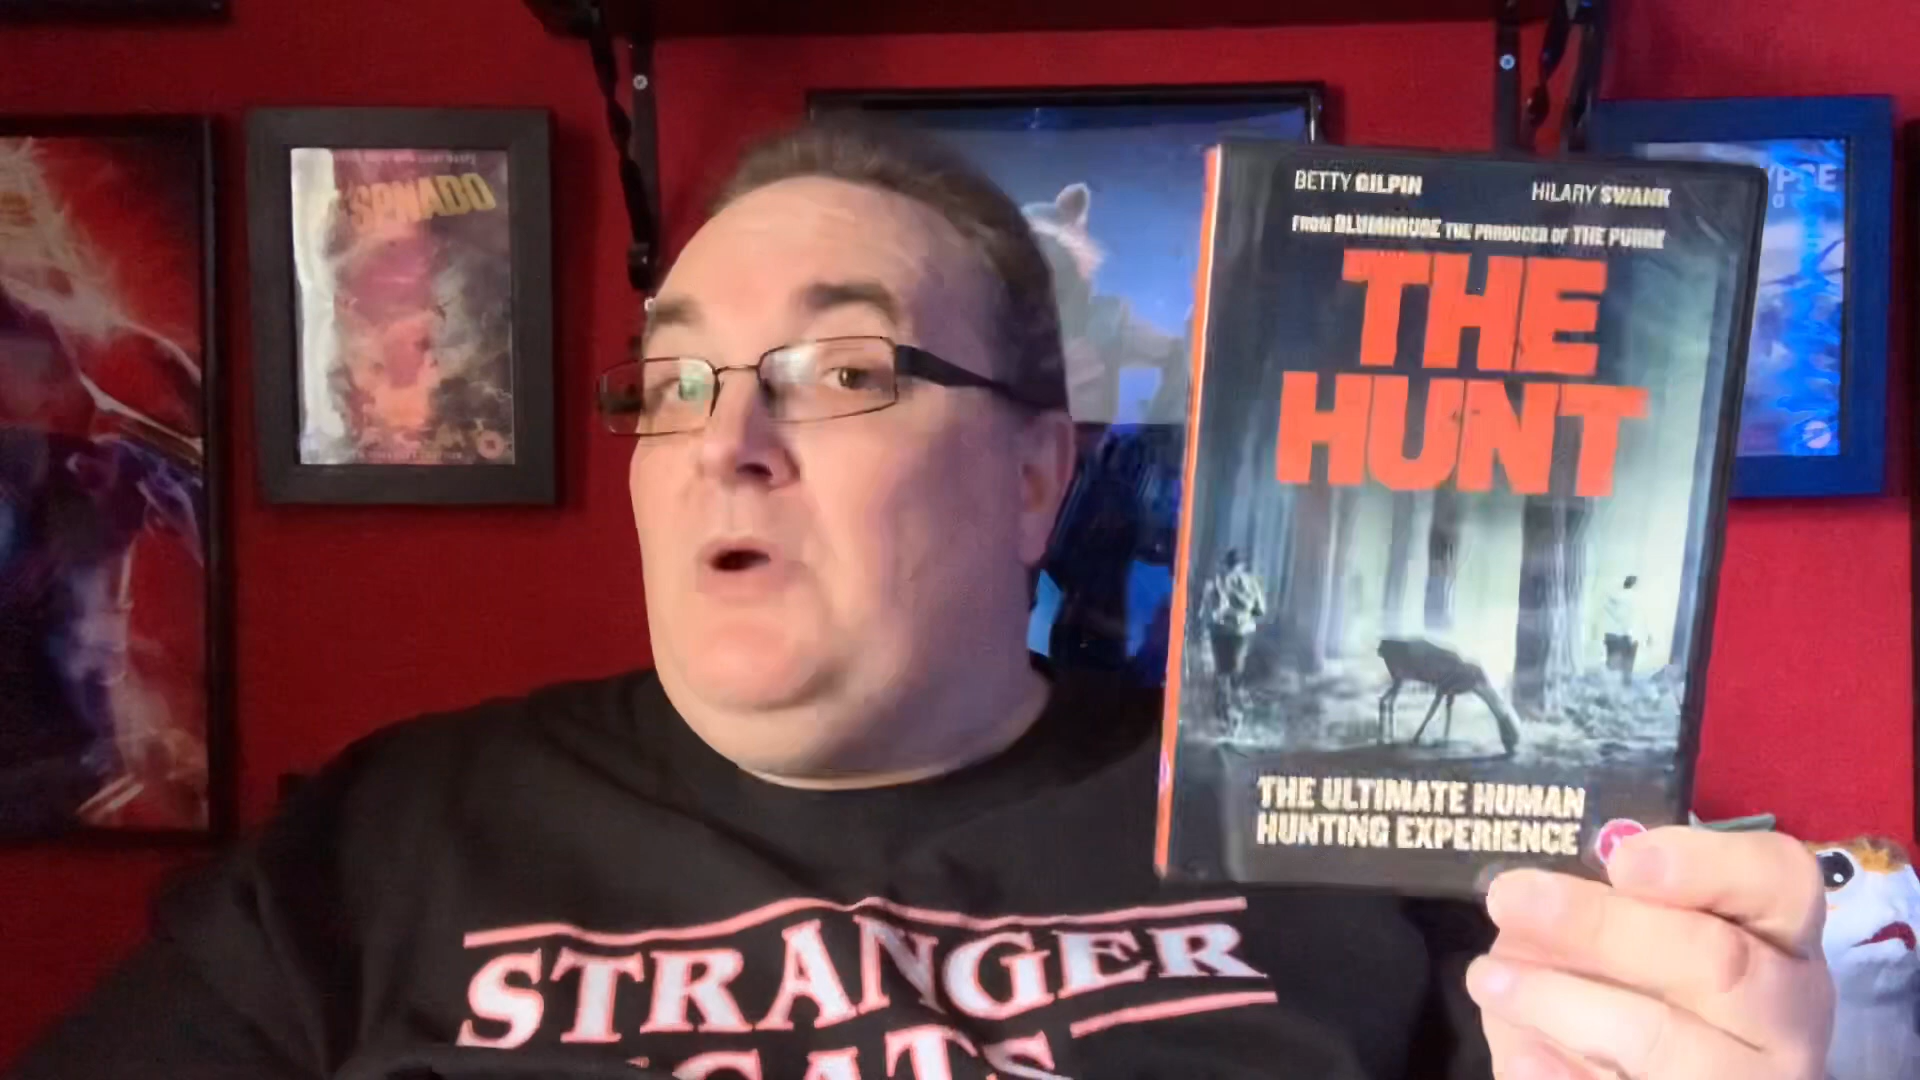 BETTY GILPIN
HILARY SWANK
FROM BLUMHOUSE THE PRODUCER OF THE PURGE
THE
HUNT
THE ULTIMATE HUMAN
HUNTING EXPERIENCE
STRANGER
CATS